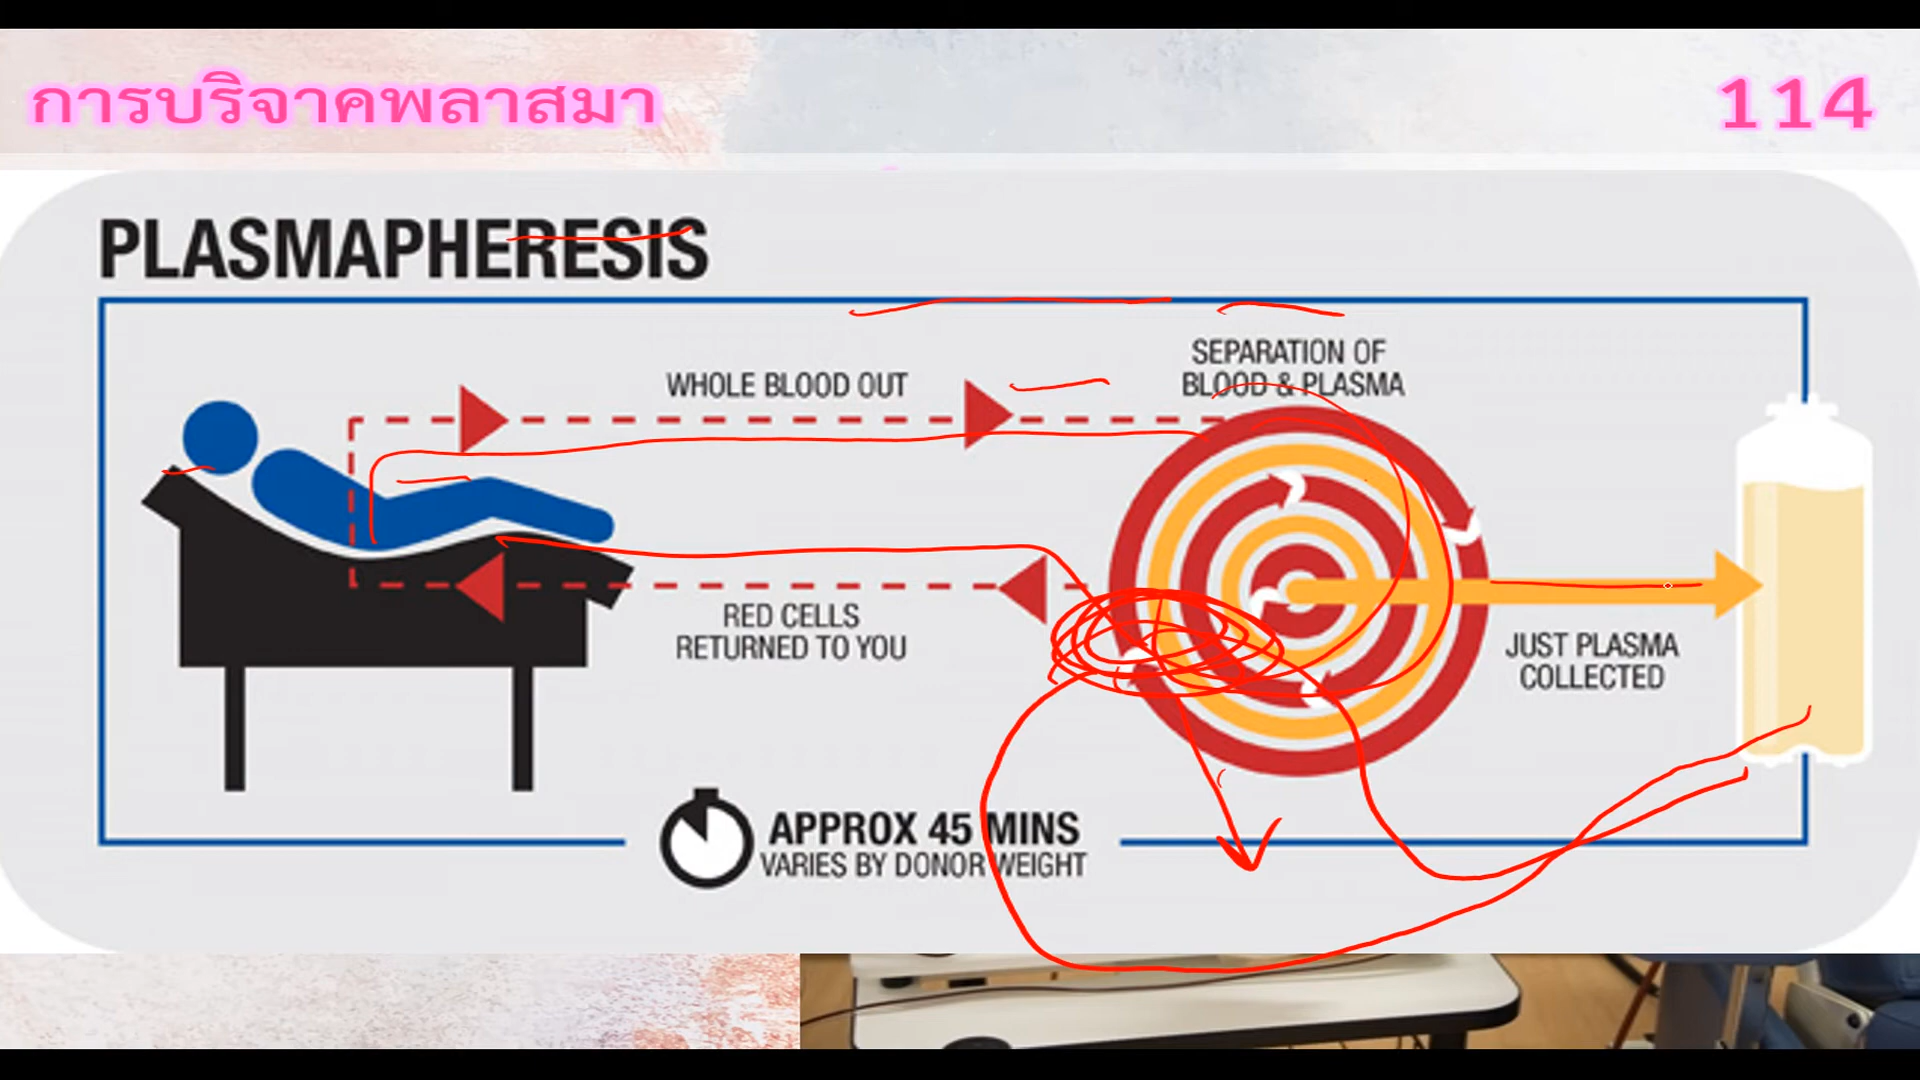 การบริจาคพลาสมา
114
PLASMAPHERESIS
WHOLE BLOOD OUT
SEPARATION OF
BLOOD & PLASMA
RED CELLS
RETURNED TO YOU
JUST PLASMA
COLLECTED
APPROX 45 MINS
VARIES BY DONOR WEIGHT